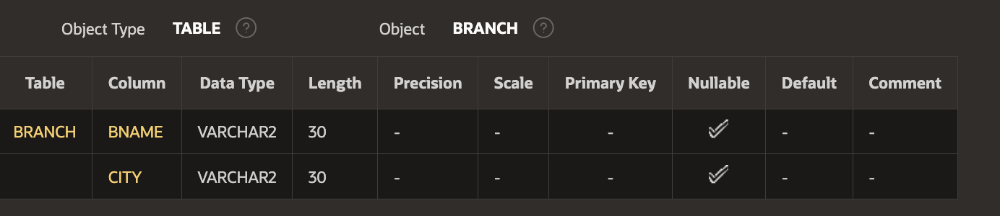 Object Type TABLE ? Object BRANCH ?
Table Column Data Type Length Precision Scale Primary Key Nullable Default Comment
BRANCH BNAME VARCHAR2 30 - - - - -
CITY VARCHAR2 30 - - - - -